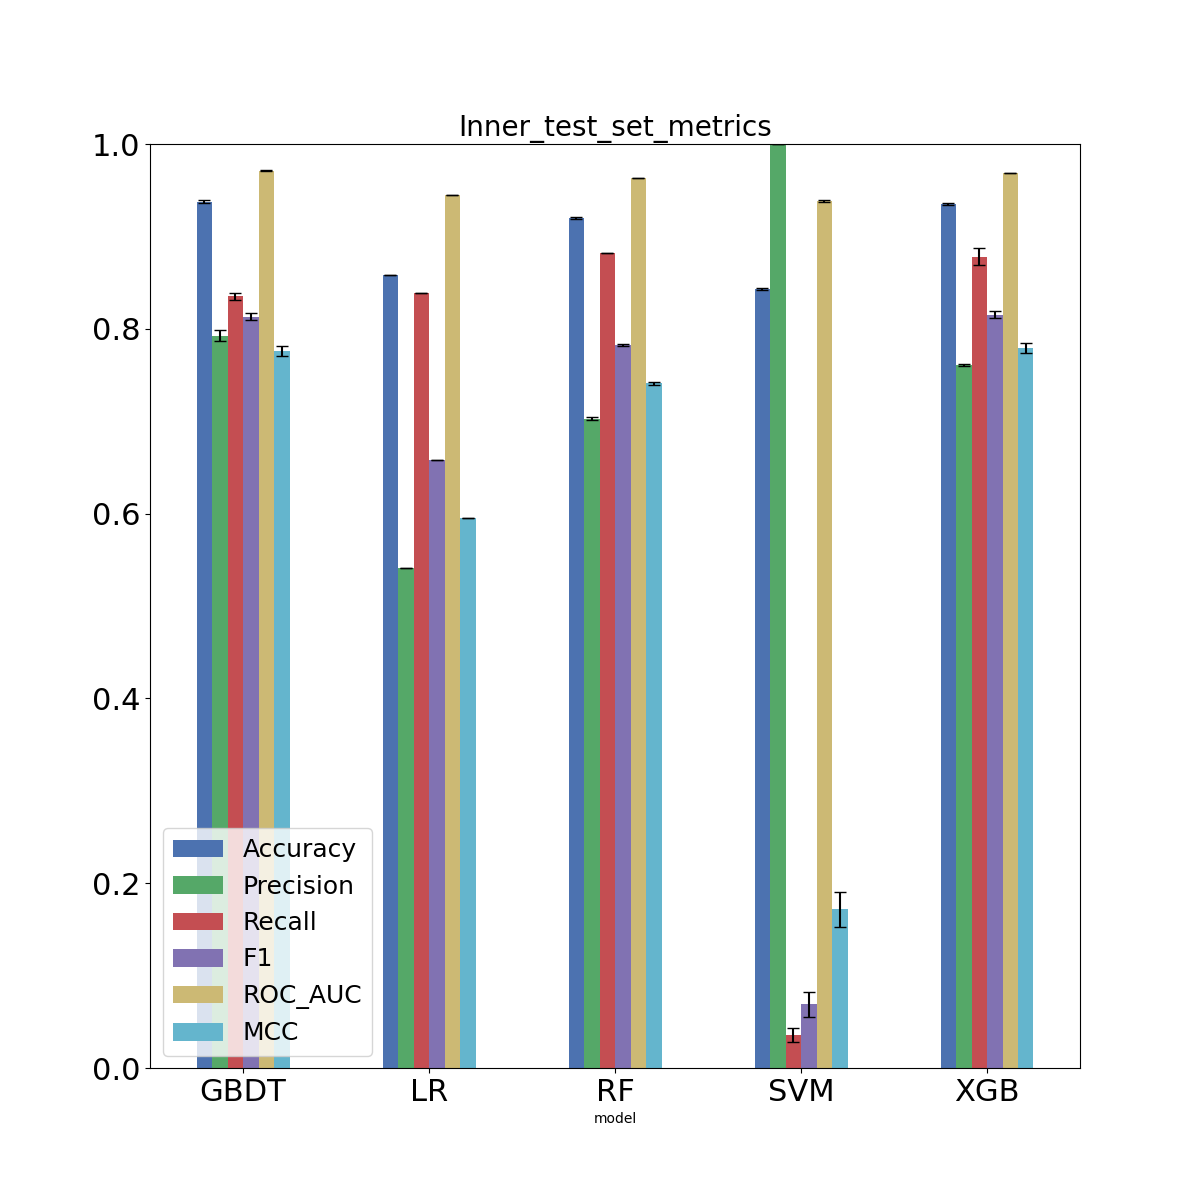 Inner_test_set_metrics
1.0
0.8
0.6
0.4
0.2
0.0
Accuracy
Precision
Recall
F1
ROC_AUC
MCC
GBDT LR RF SVM XGB
model